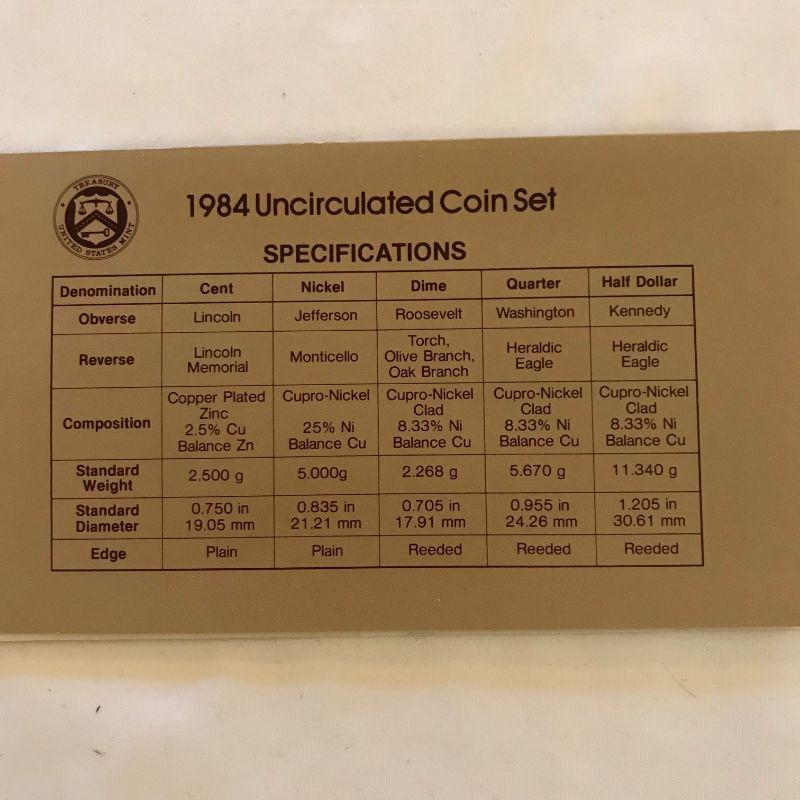 TREASURY
UNITED STATES MINT
1984 Uncirculated Coin Set
SPECIFICATIONS
Denomination Cent Nickel Dime Quarter Half Dollar
Obverse Lincoln Jefferson Roosevelt Washington Kennedy
Reverse Lincoln Memorial Monticello Torch, Olive Branch, Oak Branch Heraldic Eagle Heraldic Eagle
Composition Copper Plated Zinc 2.5% Cu Balance Zn Cupro-Nickel 25% Ni Balance Cu Cupro-Nickel Clad 8.33% Ni Balance Cu Cupro-Nickel Clad 8.33% Ni Balance Cu Cupro-Nickel Clad 8.33% Ni Balance Cu
Standard Weight 2.500 g 5.000g 2.268 g 5.670 g 11.340 g
Standard Diameter 0.750 in 19.05 mm 0.835 in 21.21 mm 0.705 in 17.91 mm 0.955 in 24.26 mm 1.205 in 30.61 mm
Edge Plain Plain Reeded Reeded Reeded